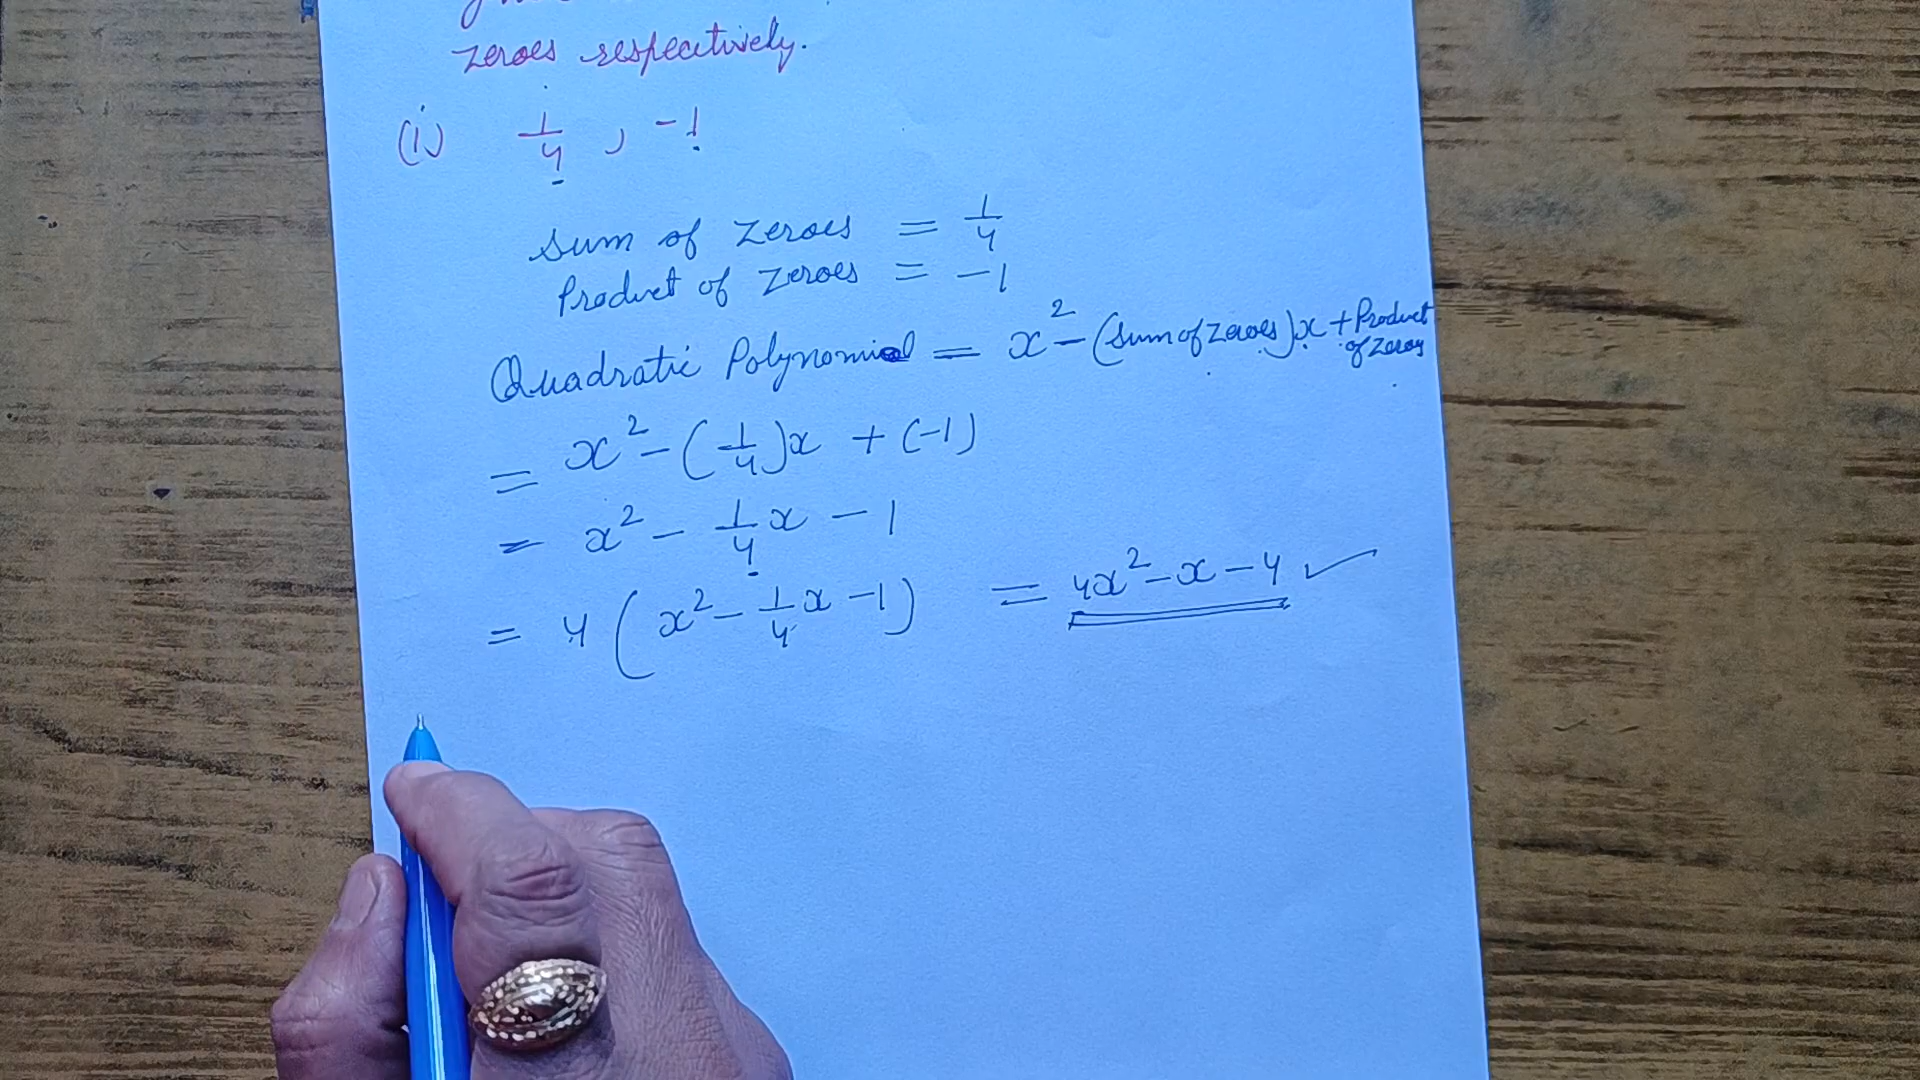 zeroes respectively.
(i) 1/4 , -1
sum of zeroes = 1/4
Product of zeroes = -1
Quadratic Polynomial = x² - (sum of zeroes)x + Product of zeroes
= x² - (1/4)x + (-1)
= x² - 1/4 x - 1
= 4 ( x² - 1/4 x - 1 ) = 4x² - x - 4 ✓